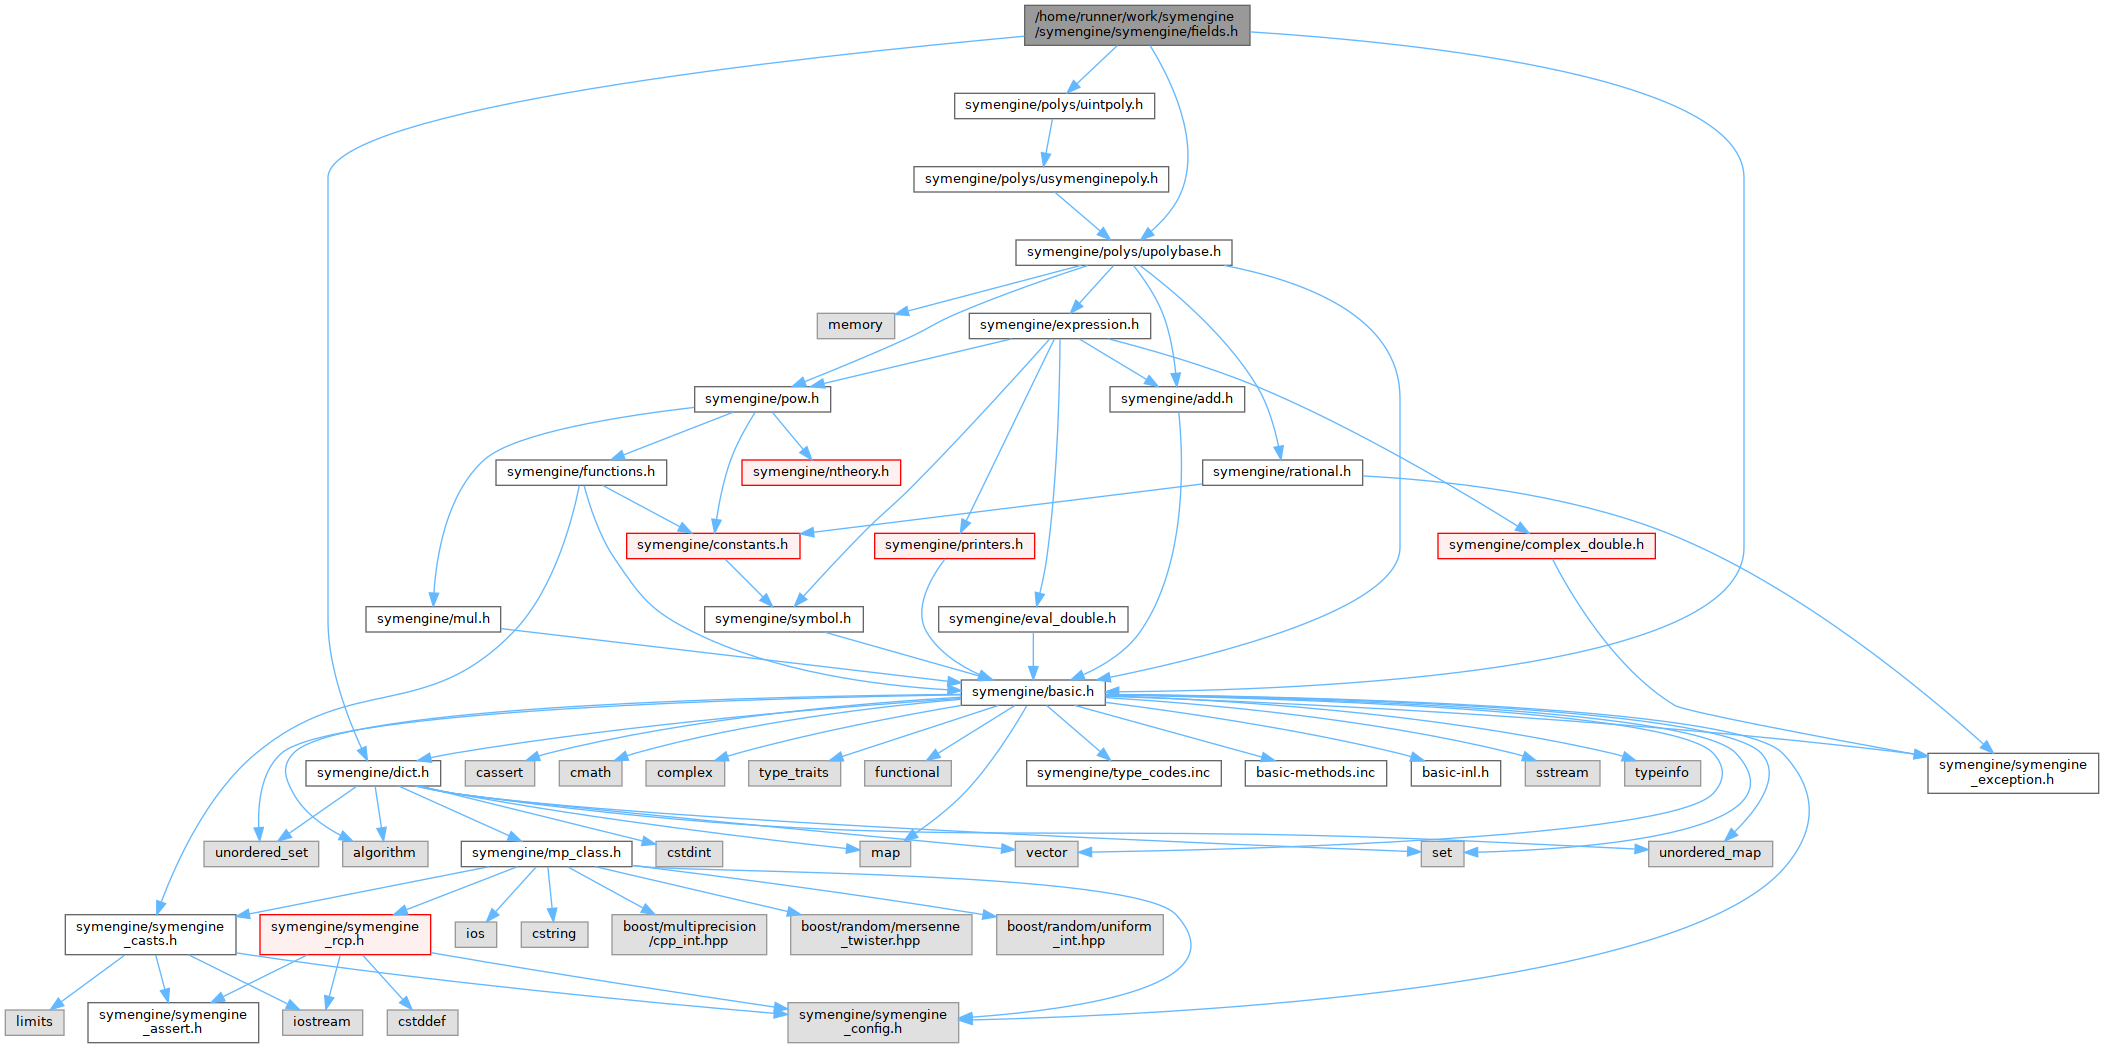 /home/runner/work/symengine
/symengine/symengine/fields.h
symengine/polys/uintpoly.h
symengine/polys/usymenginepoly.h
symengine/polys/upolybase.h
memory
symengine/expression.h
symengine/pow.h
symengine/add.h
symengine/functions.h
symengine/ntheory.h
symengine/rational.h
symengine/constants.h
symengine/printers.h
symengine/complex_double.h
symengine/mul.h
symengine/symbol.h
symengine/eval_double.h
symengine/basic.h
symengine/dict.h
cassert
cmath
complex
type_traits
functional
symengine/type_codes.inc
basic-methods.inc
basic-inl.h
sstream
typeinfo
symengine/symengine
_exception.h
unordered_set
algorithm
symengine/mp_class.h
cstdint
map
vector
set
unordered_map
symengine/symengine
_casts.h
symengine/symengine
_rcp.h
ios
cstring
boost/multiprecision
/cpp_int.hpp
boost/random/mersenne
_twister.hpp
boost/random/uniform
_int.hpp
limits
symengine/symengine
_assert.h
iostream
cstddef
symengine/symengine
_config.h